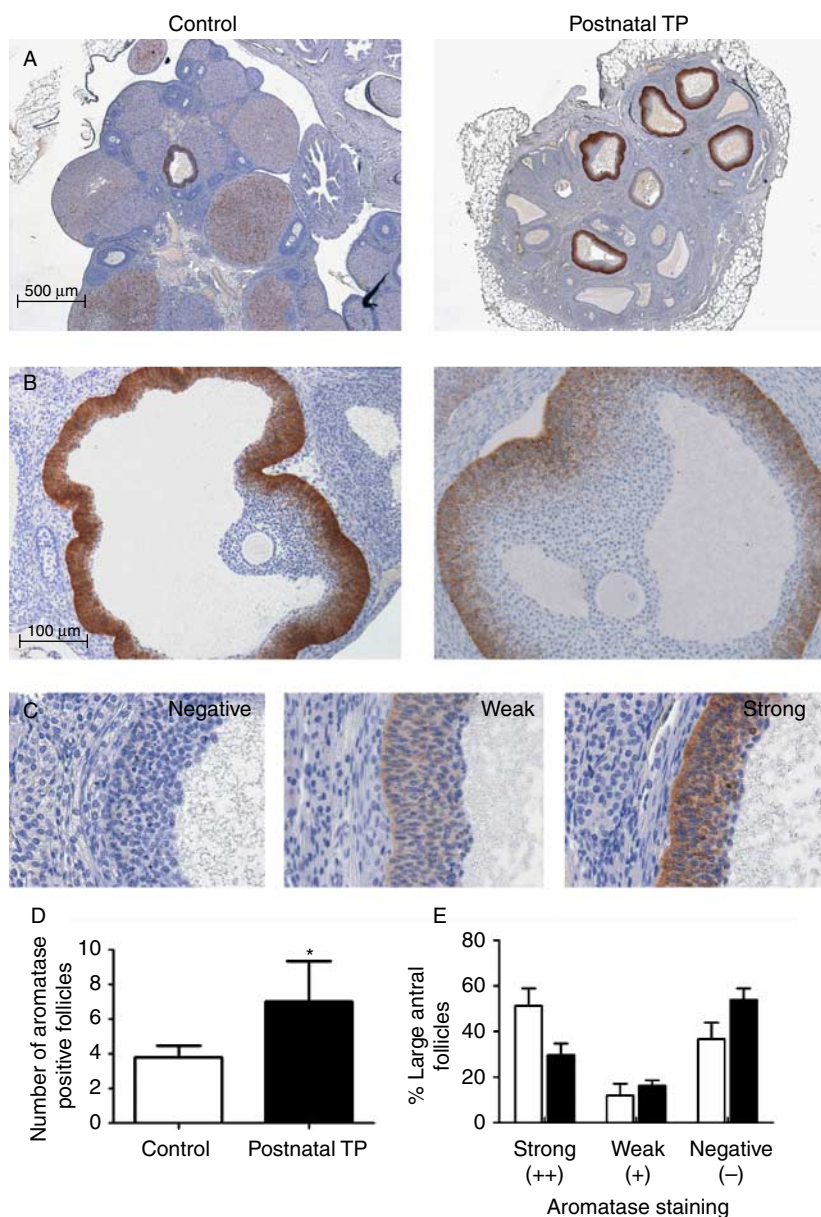 Control
Postnatal TP
A
500 µm
B
100 µm
C
Negative
Weak
Strong
D
Number of aromatase
positive follicles
10
8
6
4
2
0
*
Control
Postnatal TP
E
% Large antral
follicles
80
60
40
20
0
Strong
(++)
Weak
(+)
Negative
(–)
Aromatase staining